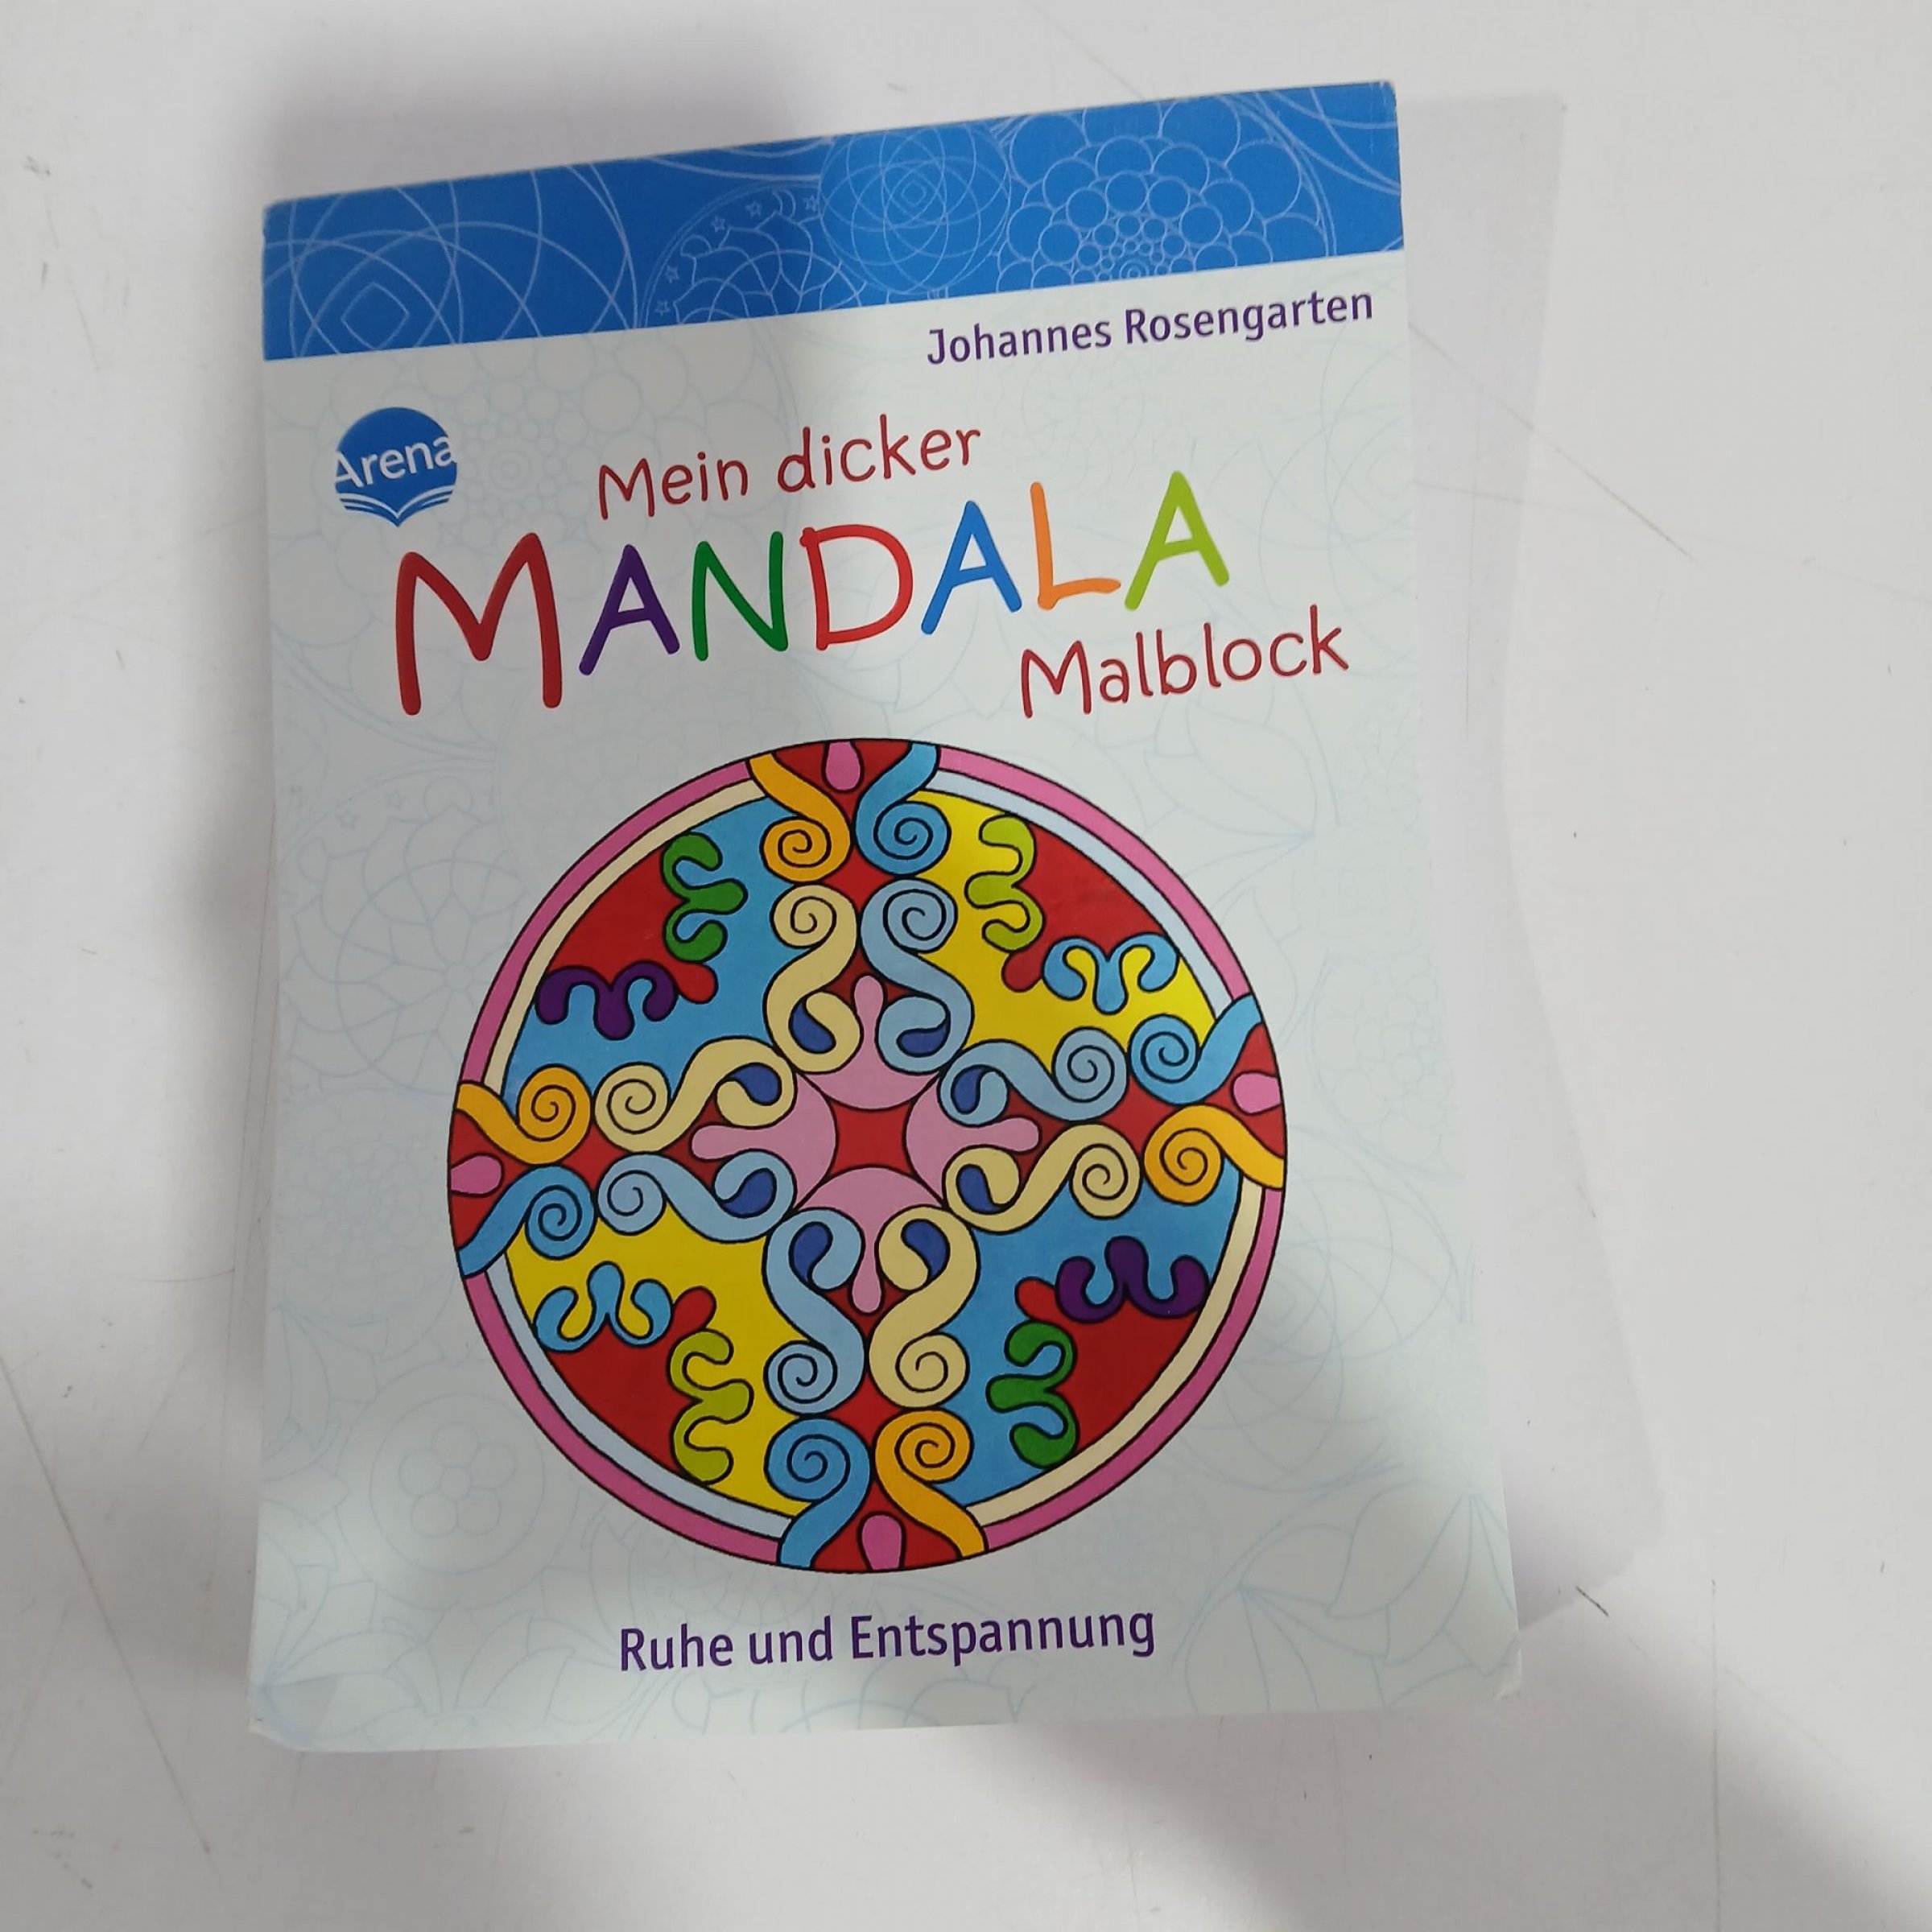 Johannes Rosengarten
Arena
Mein dicker
MANDALA
Malblock
Ruhe und Entspannung